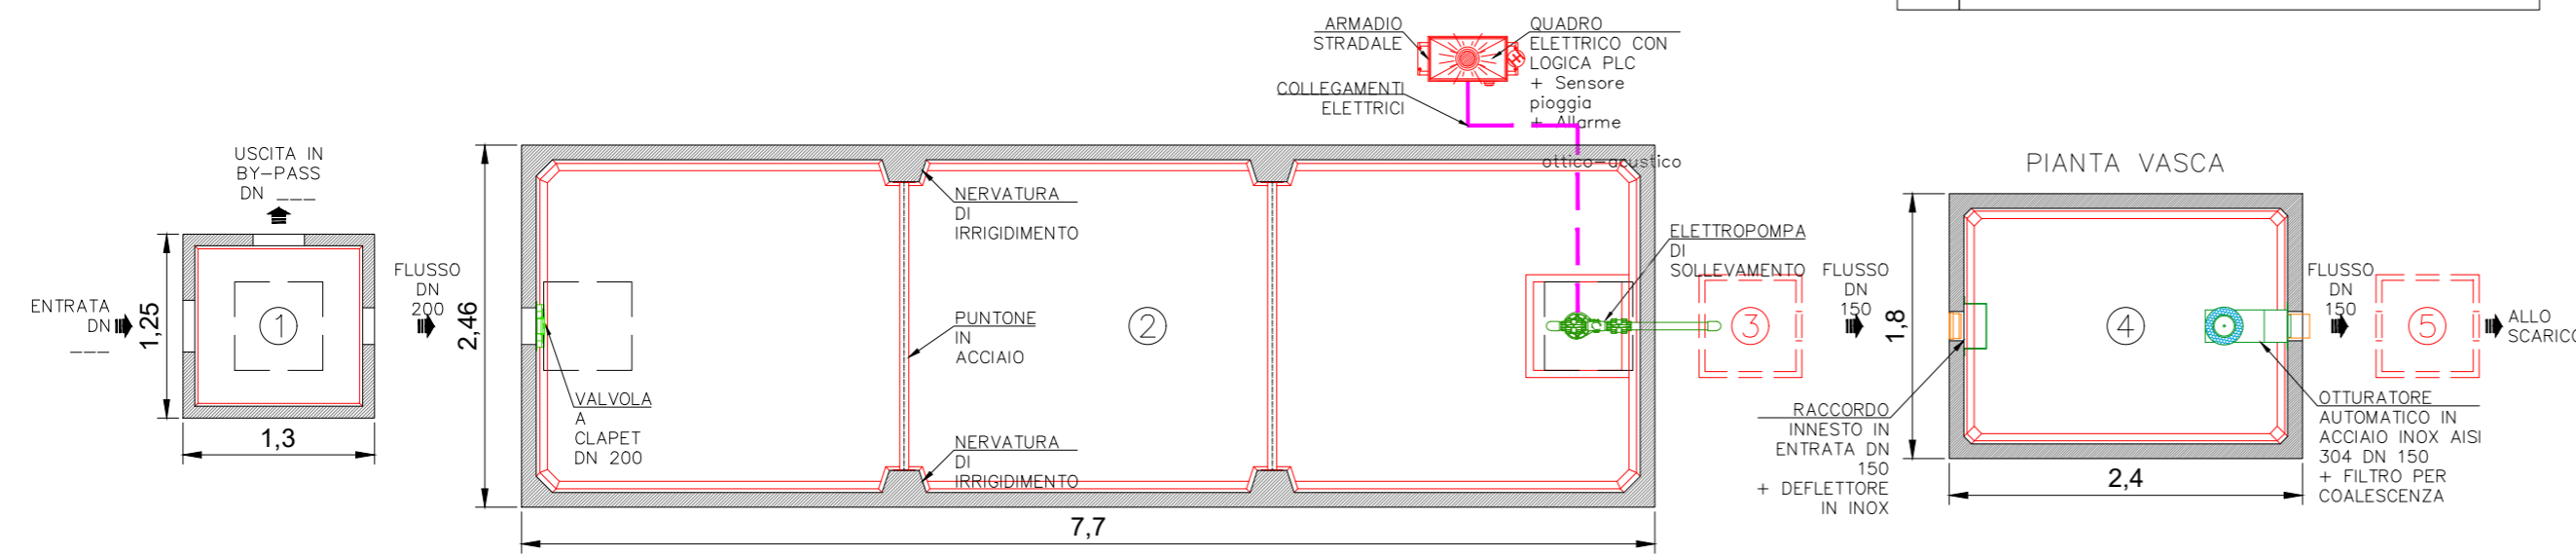 ENTRATA
DN
___
1,25
USCITA IN
BY-PASS
DN ___
1
1,3
FLUSSO
DN
200
2,46
VALVOLA
A
CLAPET
DN 200
NERVATURA
DI
IRRIGIDIMENTO
PUNTONE
IN
ACCIAIO
NERVATURA
DI
IRRIGIDIMENTO
2
7,7
ARMADIO
STRADALE
COLLEGAMENTI
ELETTRICI
QUADRO
ELETTRICO CON
LOGICA PLC
+ Sensore
pioggia
+ Allarme
ottico-acustico
ELETTROPOMPA
DI
SOLLEVAMENTO
3
FLUSSO
DN
150
1,8
PIANTA VASCA
4
RACCORDO
INNESTO IN
ENTRATA DN
150
+ DEFLETTORE
IN INOX
2,4
FLUSSO
DN
150
OTTURATORE
AUTOMATICO IN
ACCIAIO INOX AISI
304 DN 150
+ FILTRO PER
COALESCENZA
5
ALLO
SCARICO